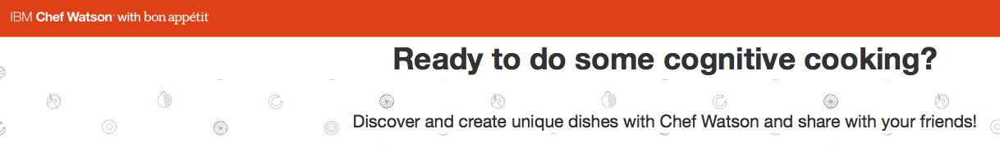 IBM Chef Watson™ with bon appétit
Ready to do some cognitive cooking?
Discover and create unique dishes with Chef Watson and share with your friends!